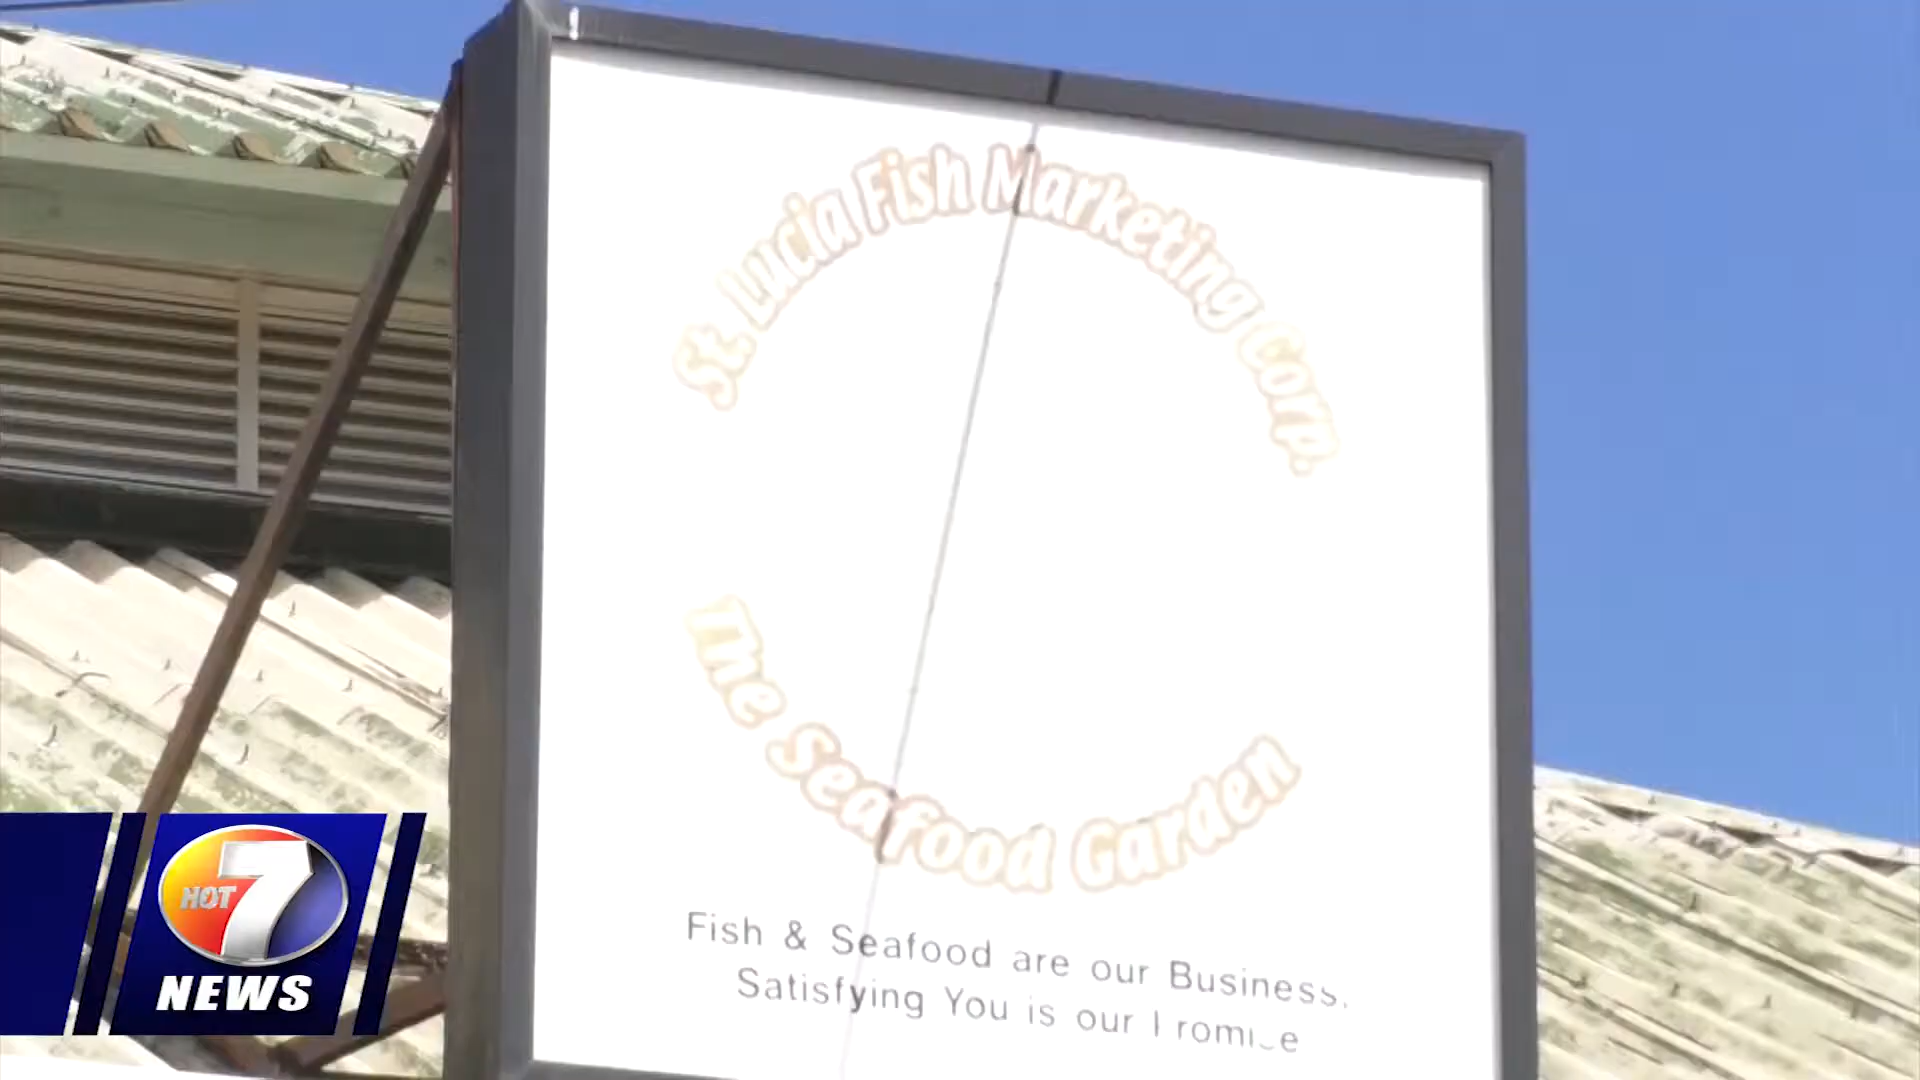 St. Lucia Fish Marketing Corp.
The Seafood Garden
Fish & Seafood are our Business.
Satisfying You is our
HOT 7
NEWS